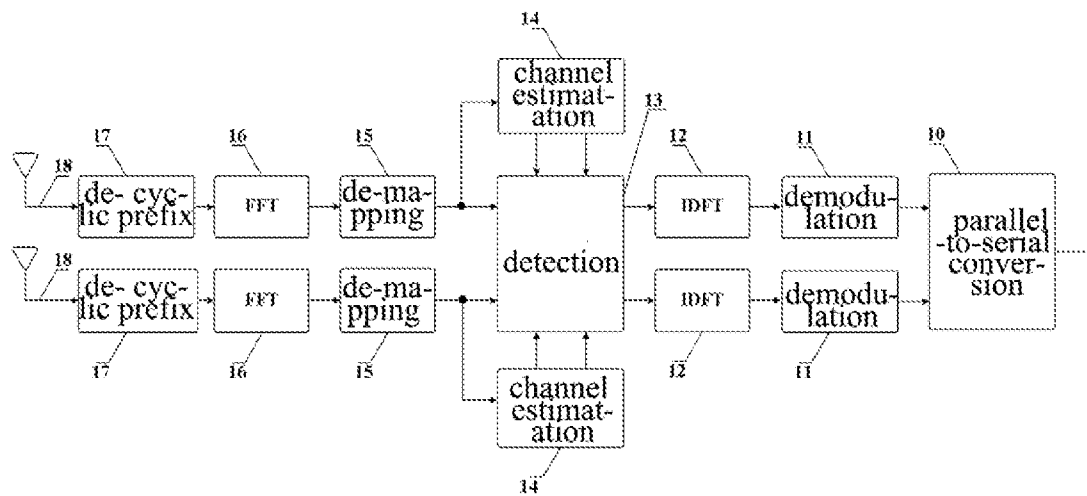 14
channel
estimat-
ation
13
17
16
15
12
11
10
18
de- cyc-
lic prefix
FFT
de-ma-
pping
IDFT
demodu-
lation
parallel
-to-serial
conver-
sion
detection
18
de- cyc-
lic prefix
FFT
de-ma-
pping
IDFT
demodu-
lation
17
16
15
12
11
channel
estimat-
ation
14